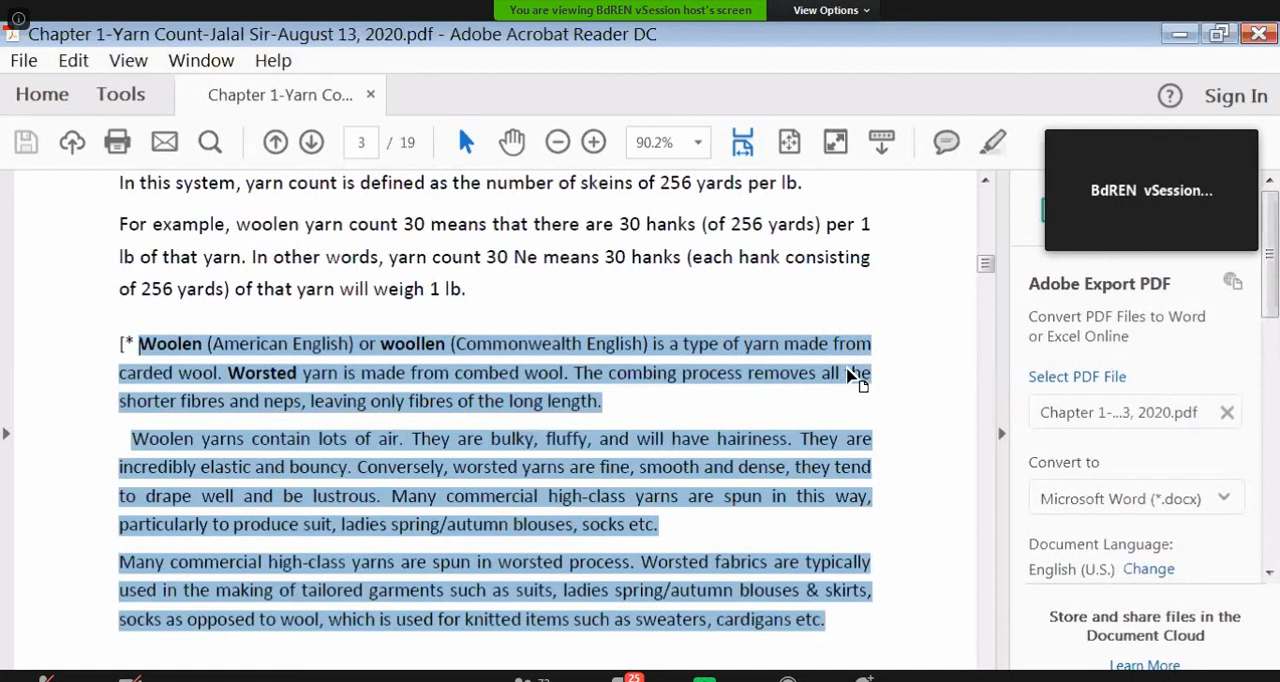 You are viewing BdREN vSession host's screen
View Options
Chapter 1-Yarn Count-Jalal Sir-August 13, 2020.pdf - Adobe Acrobat Reader DC
File Edit View Window Help
Home Tools Chapter 1-Yarn Co... ×
Sign In
3 / 19
90.2%
In this system, yarn count is defined as the number of skeins of 256 yards per lb.
For example, woolen yarn count 30 means that there are 30 hanks (of 256 yards) per 1
lb of that yarn. In other words, yarn count 30 Ne means 30 hanks (each hank consisting
of 256 yards) of that yarn will weigh 1 lb.
[* Woolen (American English) or woollen (Commonwealth English) is a type of yarn made from
carded wool. Worsted yarn is made from combed wool. The combing process removes all the
shorter fibres and neps, leaving only fibres of the long length.
Woolen yarns contain lots of air. They are bulky, fluffy, and will have hairiness. They are
incredibly elastic and bouncy. Conversely, worsted yarns are fine, smooth and dense, they tend
to drape well and be lustrous. Many commercial high-class yarns are spun in this way,
particularly to produce suit, ladies spring/autumn blouses, socks etc.
Many commercial high-class yarns are spun in worsted process. Worsted fabrics are typically
used in the making of tailored garments such as suits, ladies spring/autumn blouses & skirts,
socks as opposed to wool, which is used for knitted items such as sweaters, cardigans etc.
BdREN vSession...
Adobe Export PDF
Convert PDF Files to Word
or Excel Online
Select PDF File
Chapter 1-...3, 2020.pdf
Convert to
Microsoft Word (*.docx)
Document Language:
English (U.S.) Change
Store and share files in the
Document Cloud
Learn More
25